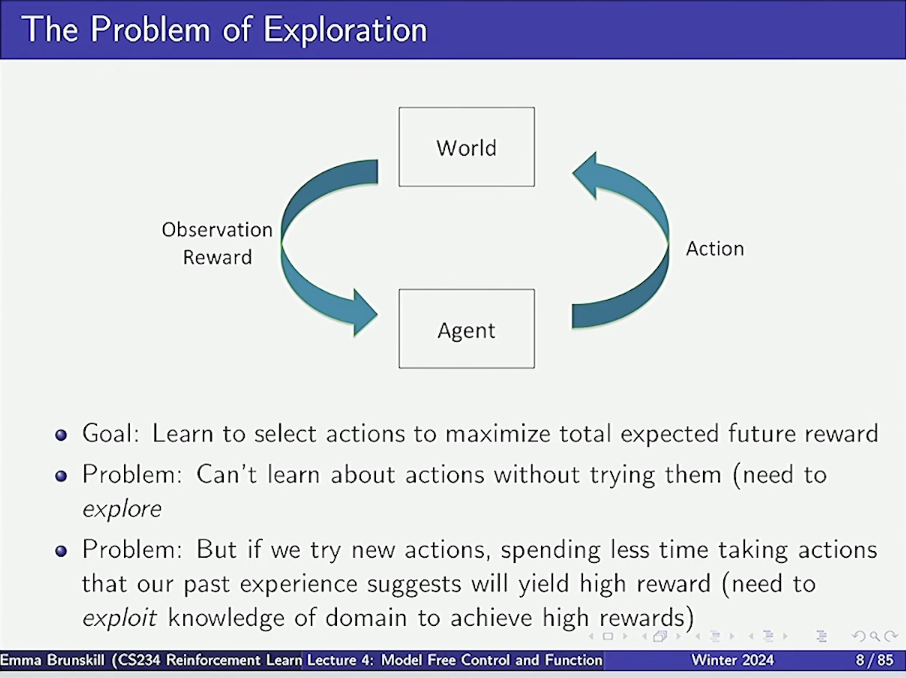 The Problem of Exploration
World
Observation
Reward
Action
Agent
Goal: Learn to select actions to maximize total expected future reward
Problem: Can't learn about actions without trying them (need to
explore
Problem: But if we try new actions, spending less time taking actions
that our past experience suggests will yield high reward (need to
exploit knowledge of domain to achieve high rewards)
Emma Brunskill (CS234 Reinforcement Learn Lecture 4: Model Free Control and Function Winter 2024 8 / 85